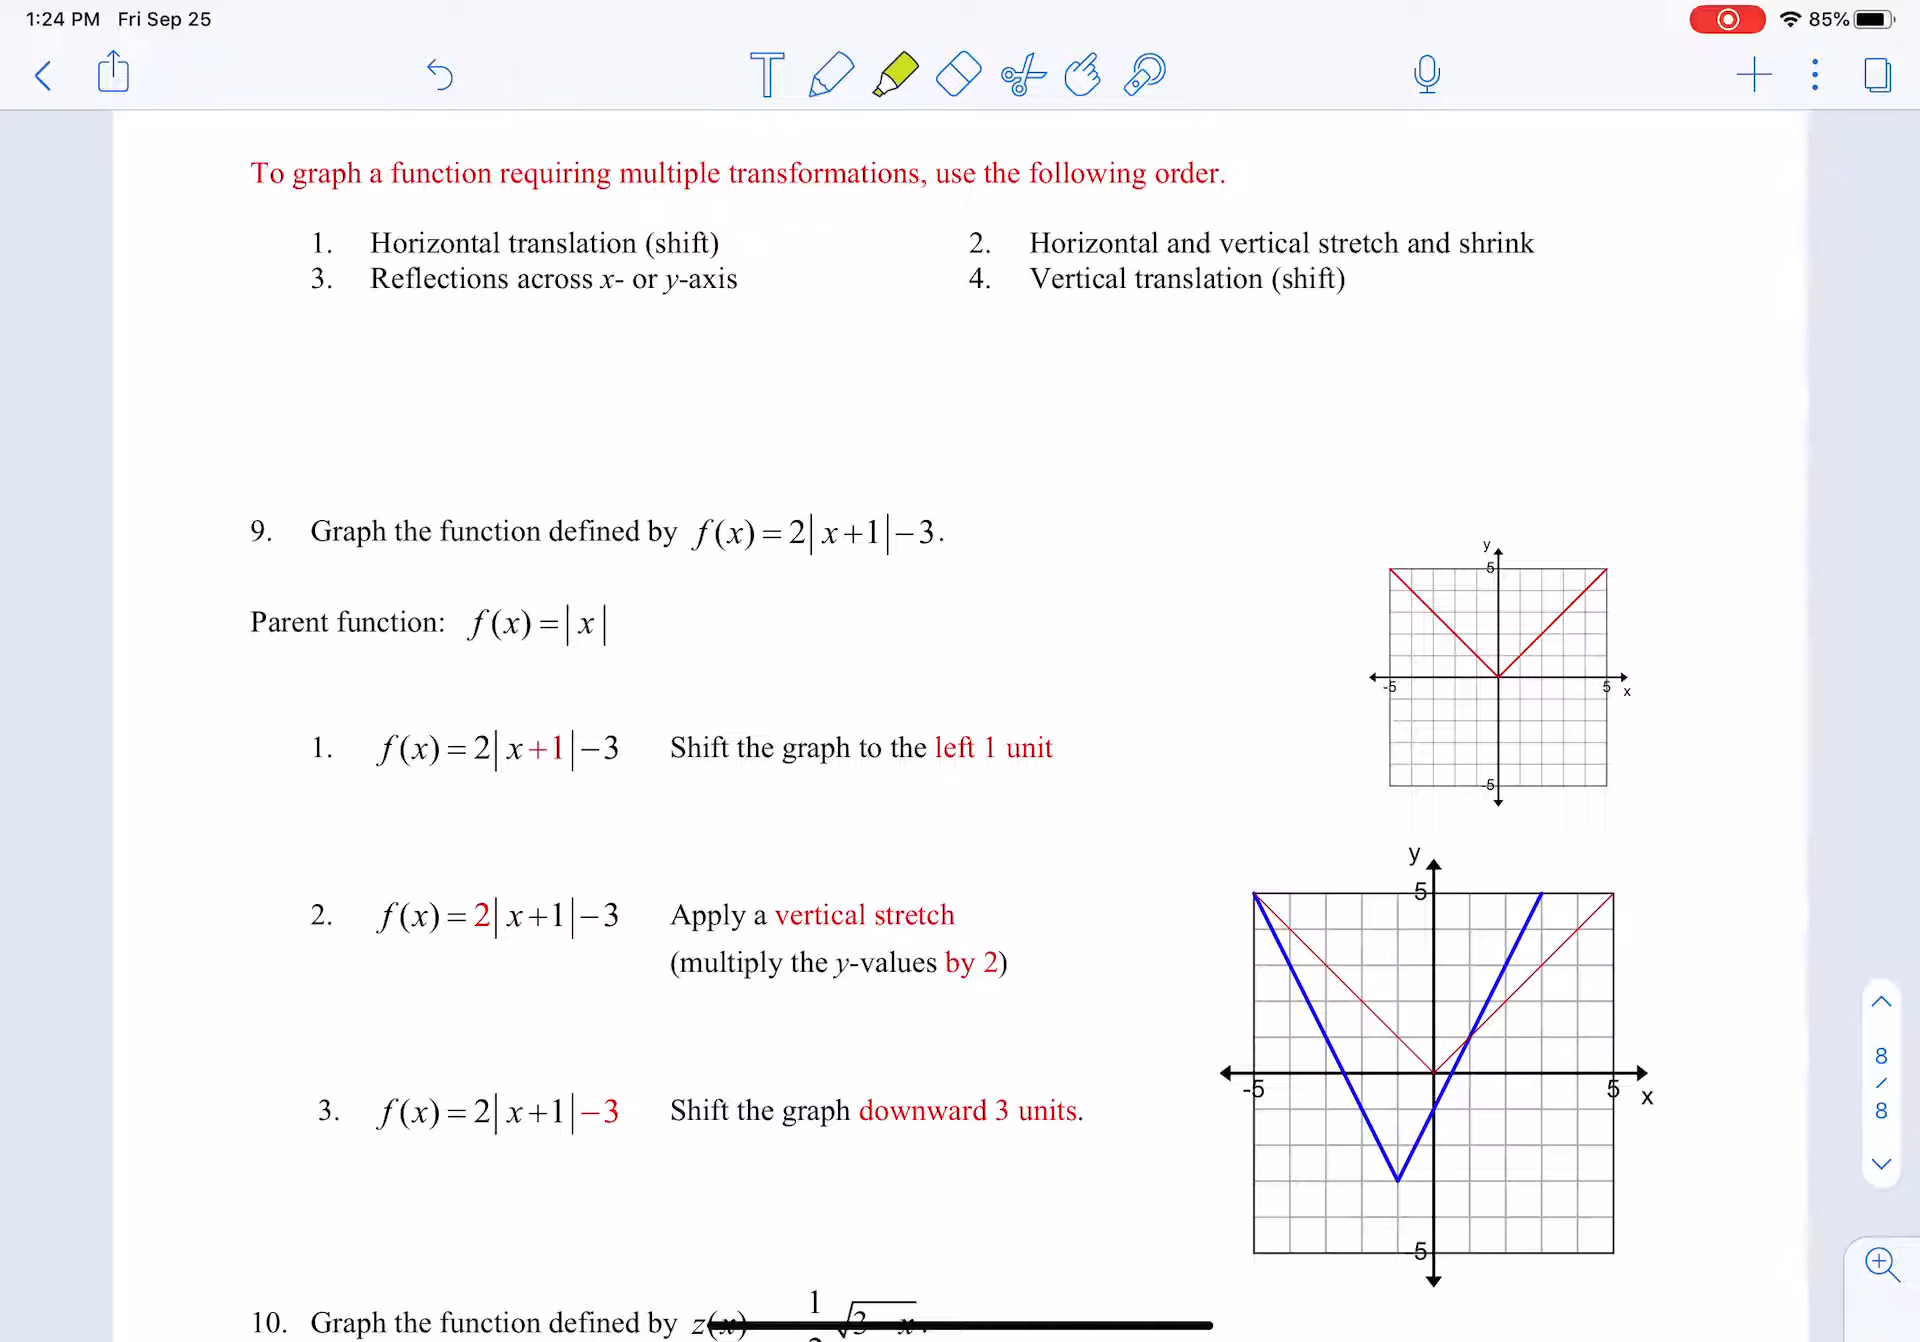 1:24 PM Fri Sep 25
85%
To graph a function requiring multiple transformations, use the following order.
1. Horizontal translation (shift) 2. Horizontal and vertical stretch and shrink
3. Reflections across x- or y-axis 4. Vertical translation (shift)
9. Graph the function defined by f(x)=2|x+1|−3.
y
5
Parent function: f(x)=|x|
-5 5 x
-5
1. f(x)=2|x+1|−3 Shift the graph to the left 1 unit
y
5
2. f(x)=2|x+1|−3 Apply a vertical stretch
(multiply the y-values by 2)
-5 5 x
3. f(x)=2|x+1|−3 Shift the graph downward 3 units.
-5
8
/
8
10. Graph the function defined by z(x)